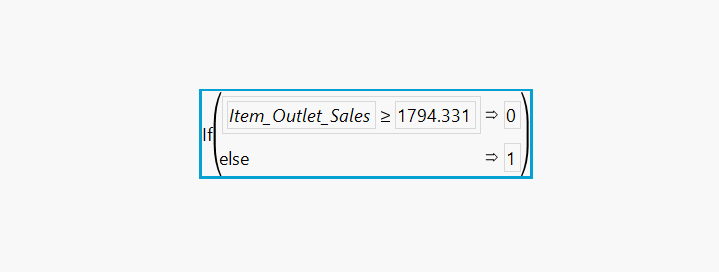 Item_Outlet_Sales ≥ 1794.331 ⇒ 0
If
else ⇒ 1